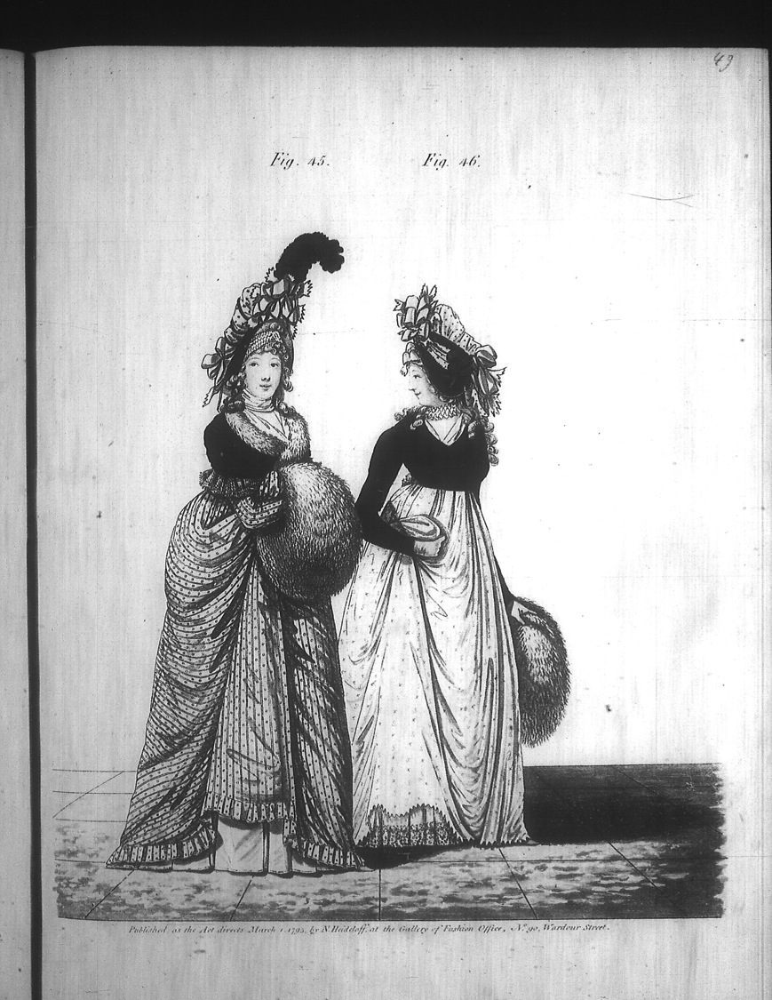 49
Fig. 45. Fig. 46.
Published as the Act directs March 1. 1795, by N. Heideloff, at the Gallery of Fashion Office, No. 90, Wardour Street.